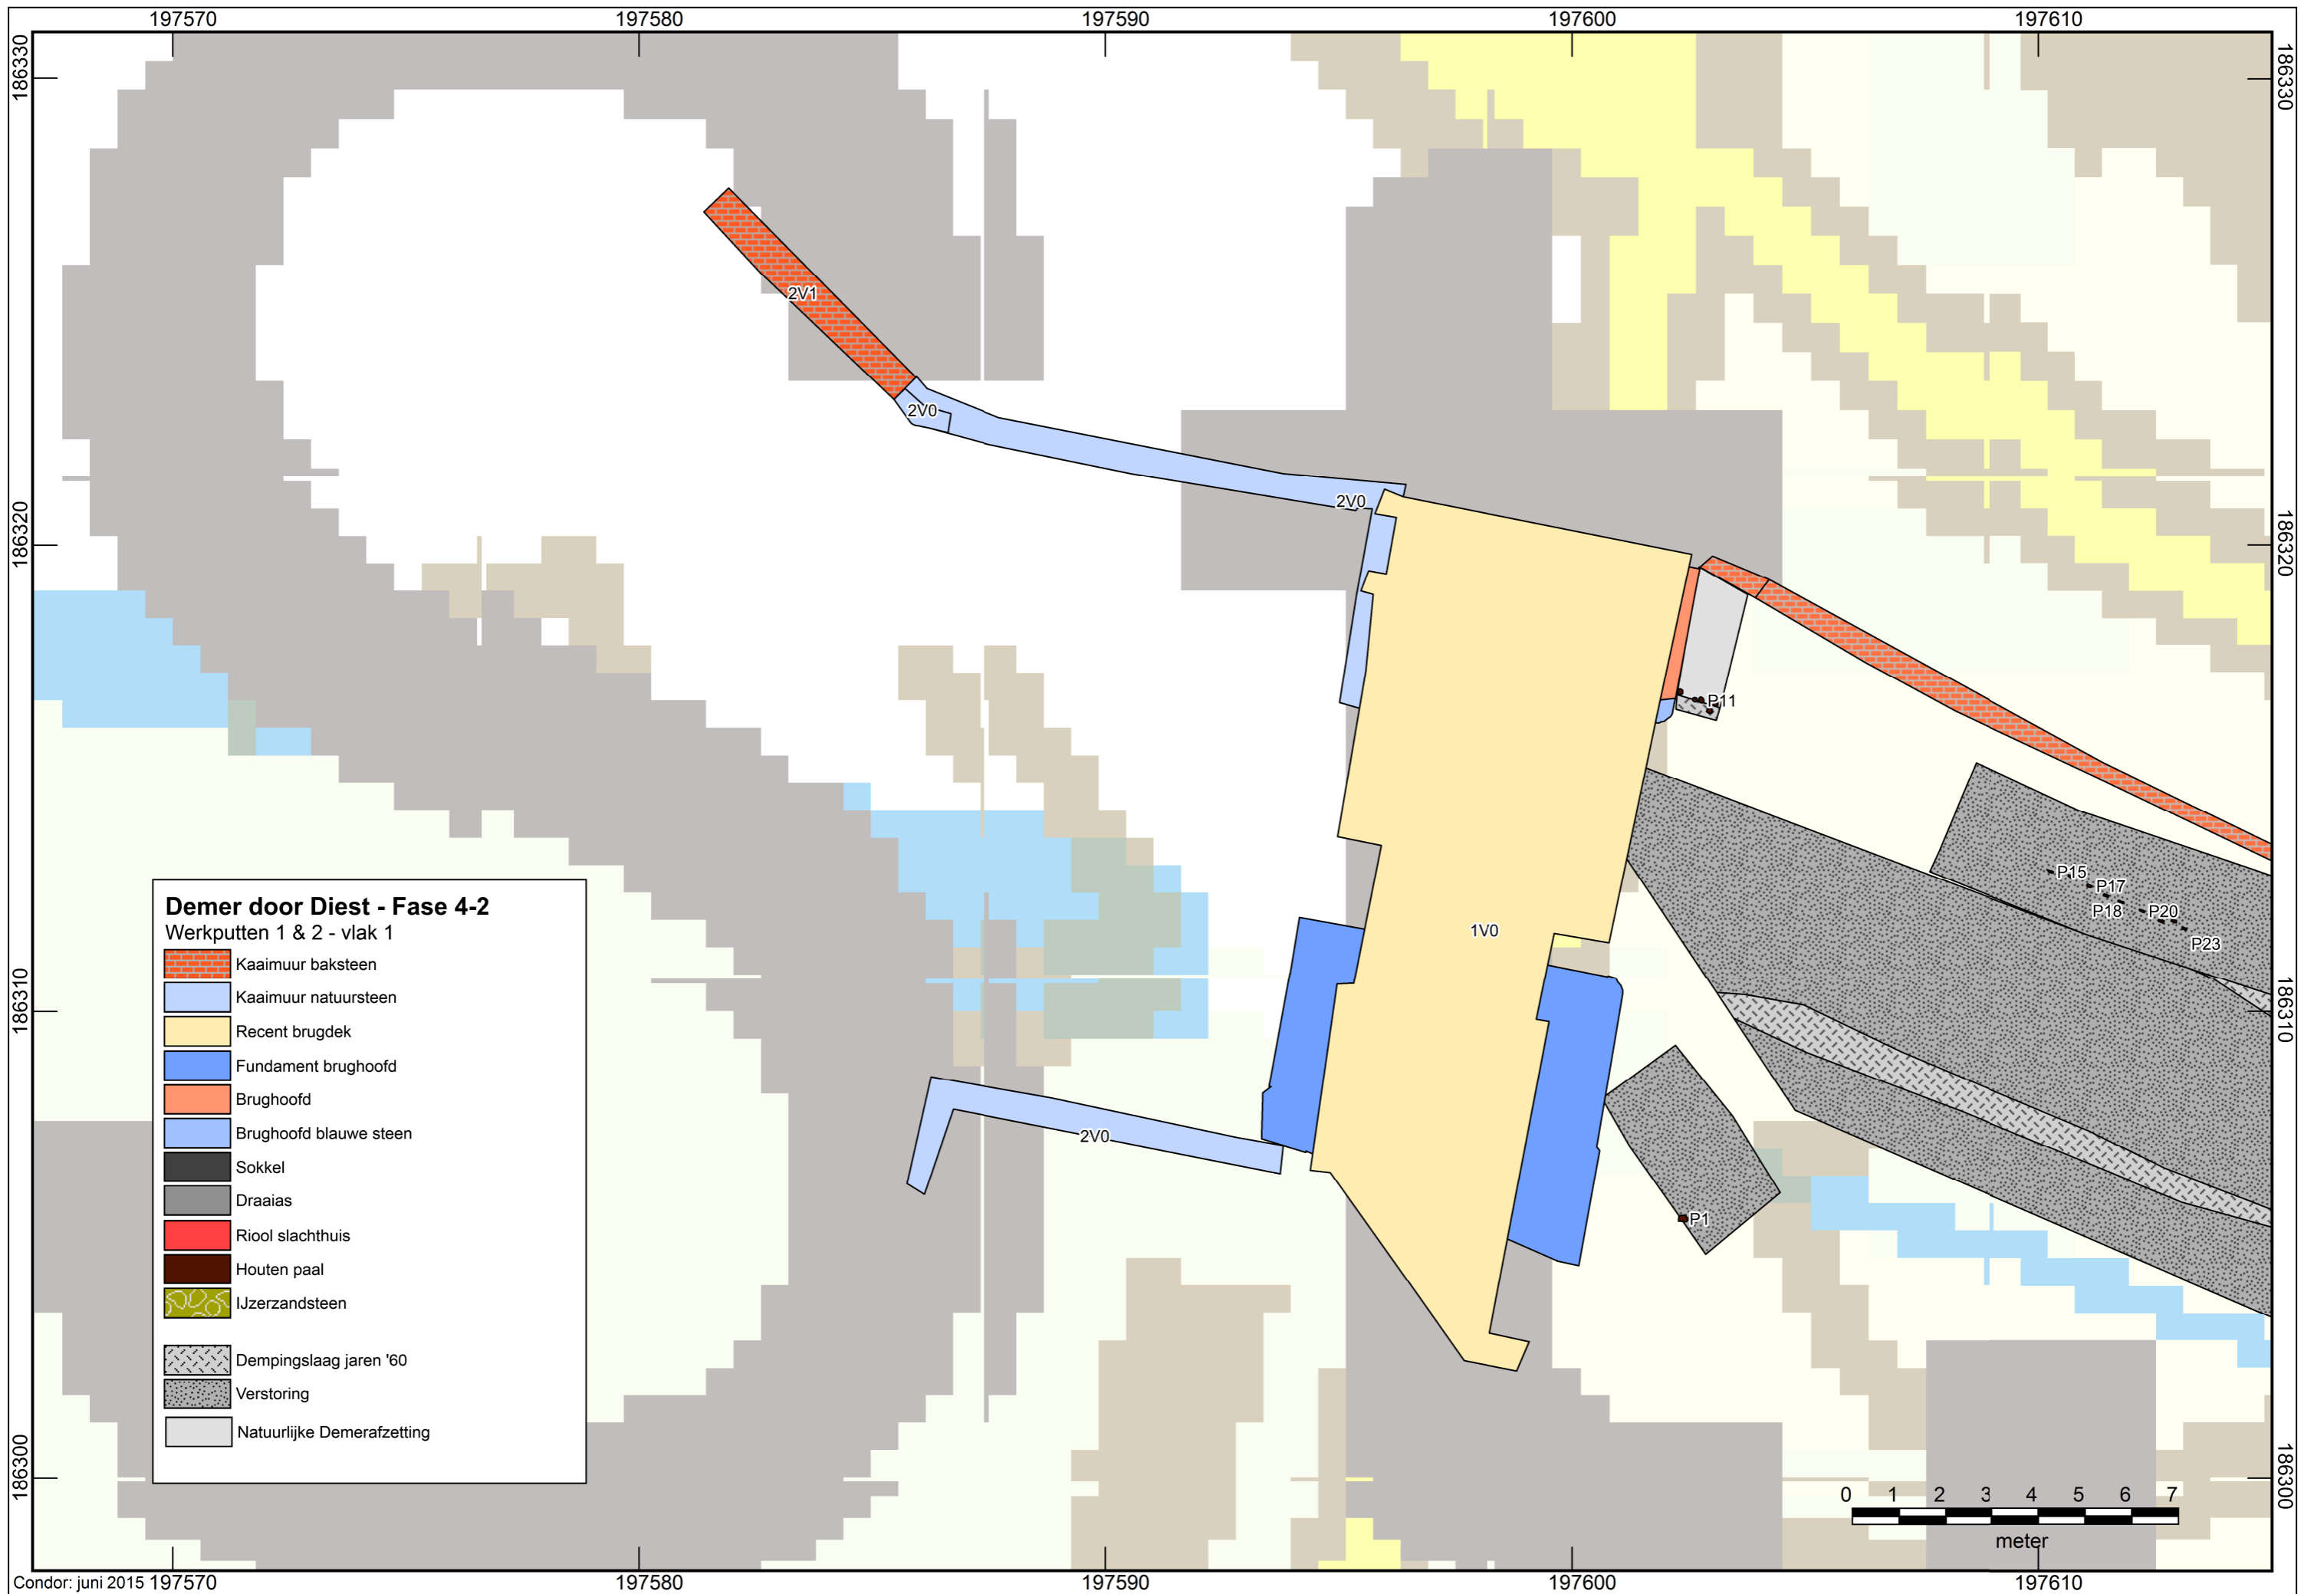 197570 197580 197590 197600 197610
186330 186330
2V1
2V0
2V0
186320 186320
P11
P15
P17
P18 P20
P23
1V0
186310 186310
2V0
P1
Demer door Diest - Fase 4-2
Werkputten 1 & 2 - vlak 1
Kaaimuur baksteen
Kaaimuur natuursteen
Recent brugdek
Fundament brughoofd
Brughoofd
Brughoofd blauwe steen
Sokkel
Draaias
Riool slachthuis
Houten paal
IJzerzandsteen
Dempingslaag jaren '60
Verstoring
Natuurlijke Demerafzetting
186300 186300
0 1 2 3 4 5 6 7
meter
Condor: juni 2015 197570 197580 197590 197600 197610